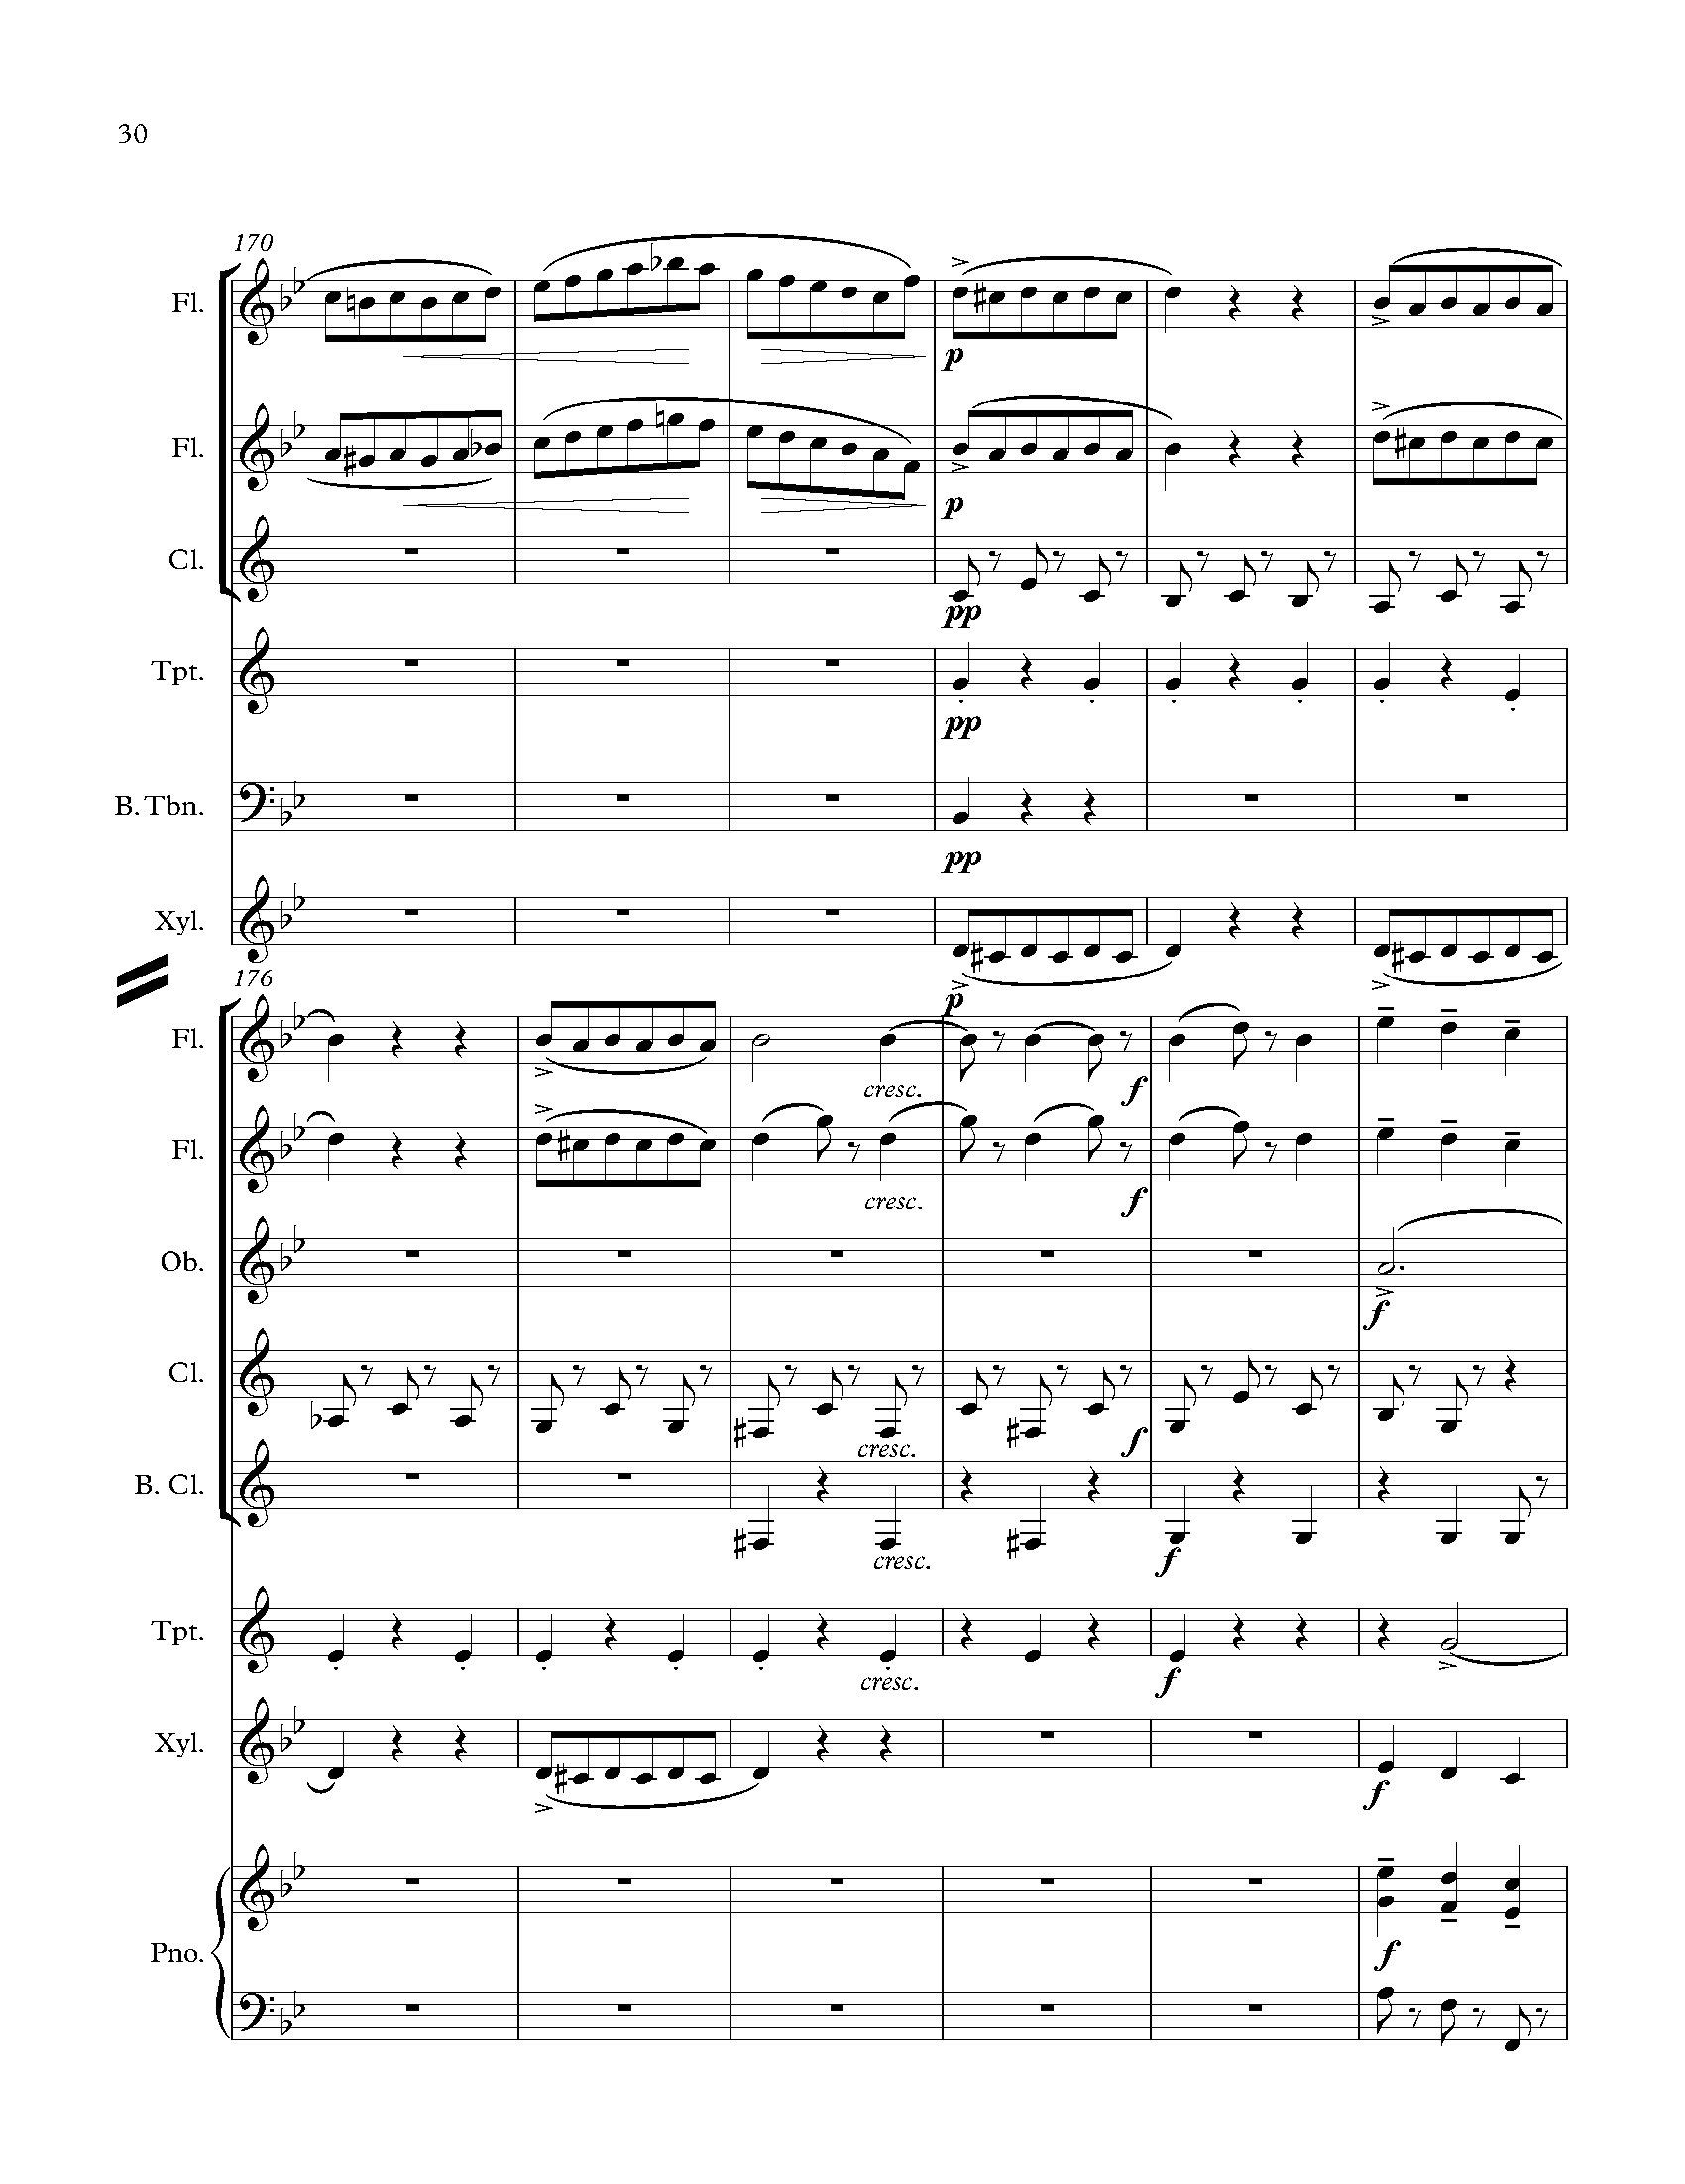 30
170
Fl.
p
Fl.
p
Cl.
pp
Tpt.
pp
B. Tbn.
pp
Xyl.
p
176
Fl.
cresc.
f
Fl.
cresc.
f
Ob.
f
Cl.
cresc.
f
B. Cl.
cresc.
f
Tpt.
cresc.
f
Xyl.
f
Pno.
f